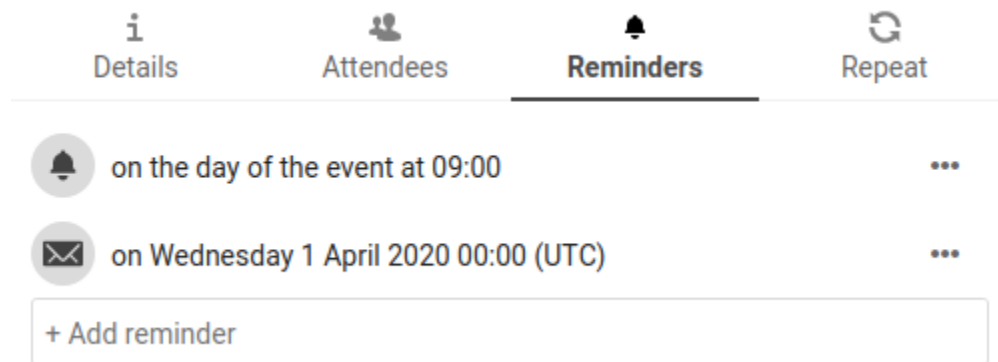 Details Attendees Reminders Repeat
on the day of the event at 09:00
on Wednesday 1 April 2020 00:00 (UTC)
+ Add reminder